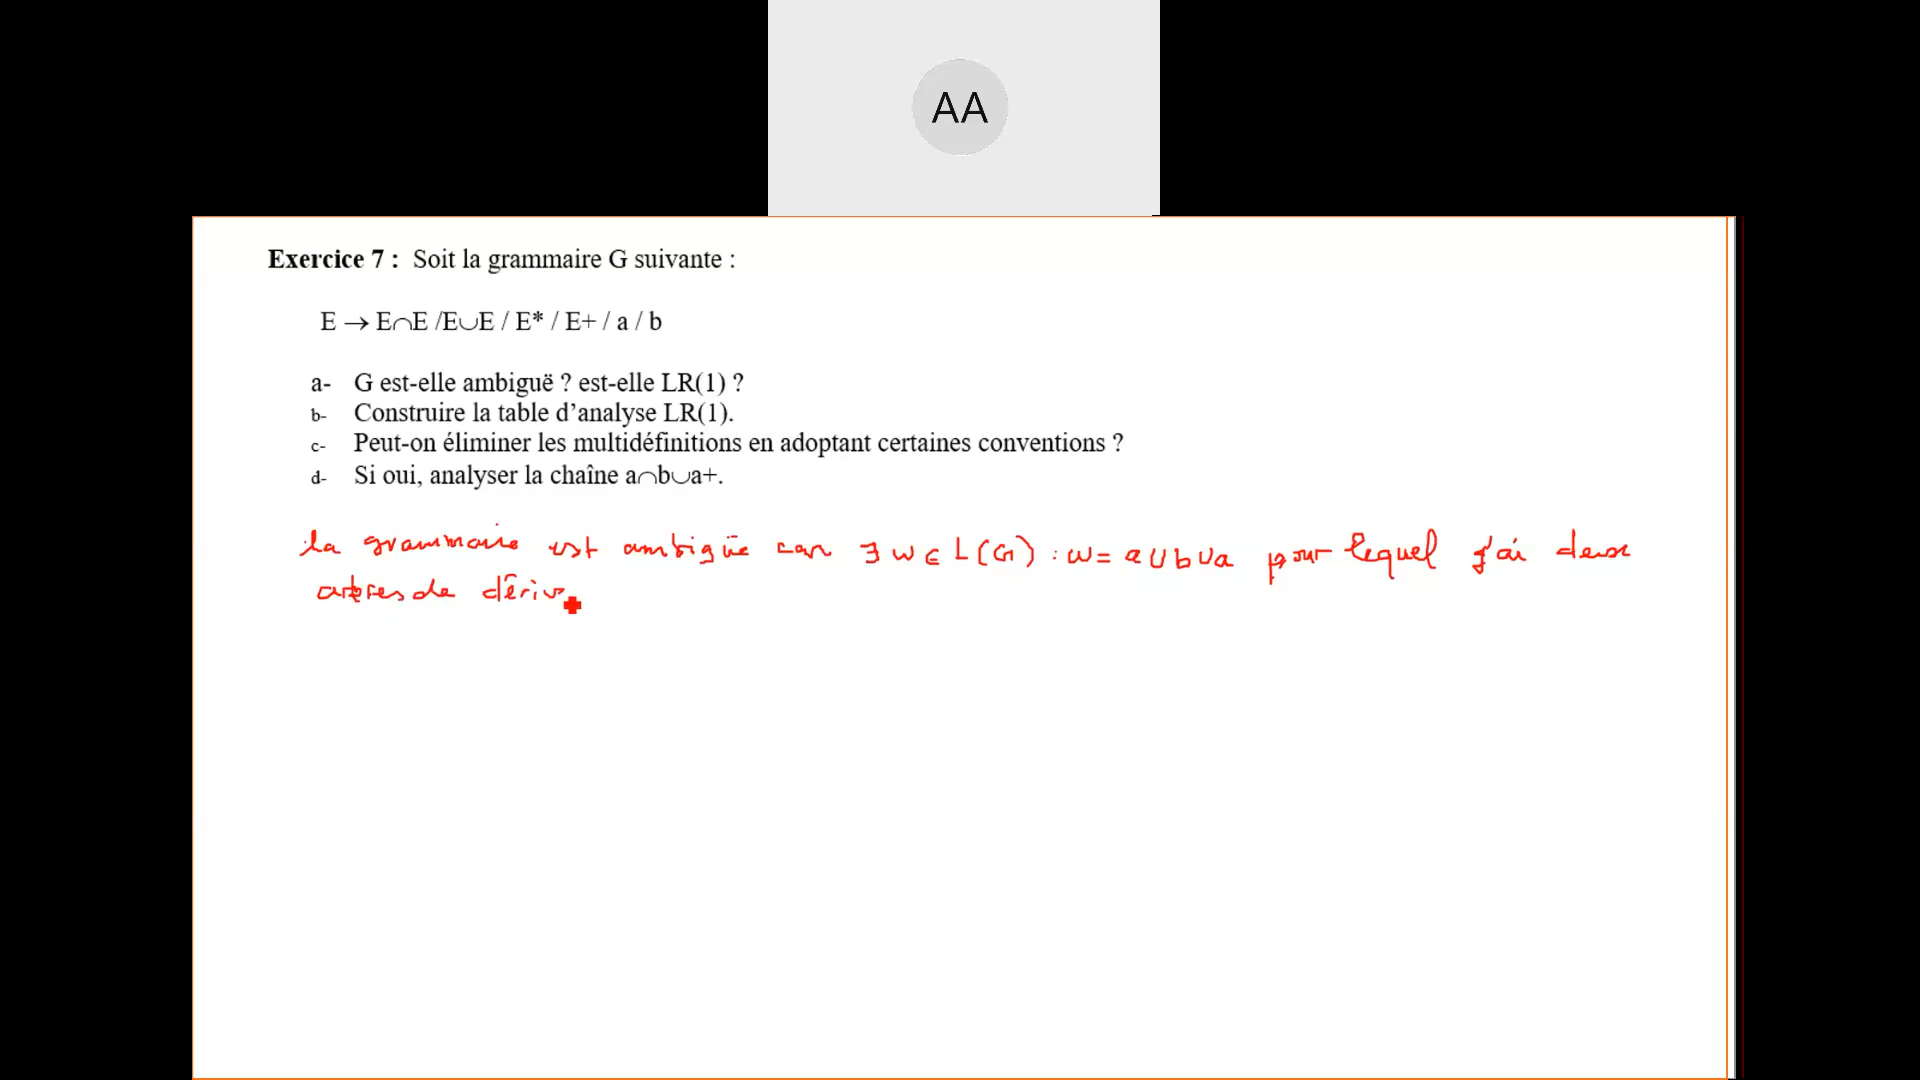 AA
Exercice 7 : Soit la grammaire G suivante :
E → E∩E /E∪E / E* / E+ / a / b
a- G est-elle ambiguë ? est-elle LR(1) ?
b- Construire la table d’analyse LR(1).
c- Peut-on éliminer les multidéfinitions en adoptant certaines conventions ?
d- Si oui, analyser la chaîne a∩b∪a+.
la grammaire est ambigüe car ∃ w ∈ L(G) : w = a ∪ b ∪ a pour lequel j'ai deux
arbres de dériv